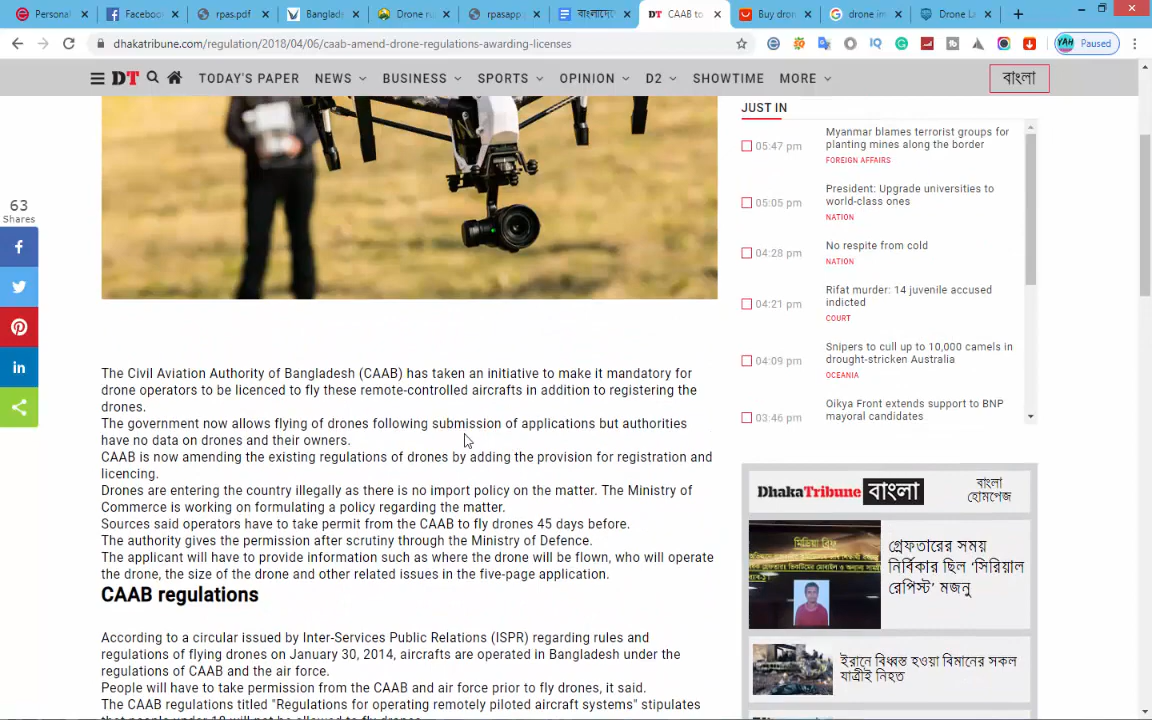 Personal
Faceboo
rpas.pdf
Banglad
Drone ru
rpasapp
বাংলাদে
DT CAAB to
Buy dron
drone.im
Drone L
dhakatribune.com/regulation/2018/04/06/caab-amend-drone-regulations-awarding-licenses
IQ
YAH Paused
DT TODAY'S PAPER NEWS BUSINESS SPORTS OPINION D2 SHOWTIME MORE বাংলা
63
Shares
The Civil Aviation Authority of Bangladesh (CAAB) has taken an initiative to make it mandatory for
drone operators to be licenced to fly these remote-controlled aircrafts in addition to registering the
drones.
The government now allows flying of drones following submission of applications but authorities
have no data on drones and their owners.
CAAB is now amending the existing regulations of drones by adding the provision for registration and
licencing.
Drones are entering the country illegally as there is no import policy on the matter. The Ministry of
Commerce is working on formulating a policy regarding the matter.
Sources said operators have to take permit from the CAAB to fly drones 45 days before.
The authority gives the permission after scrutiny through the Ministry of Defence.
The applicant will have to provide information such as where the drone will be flown, who will operate
the drone, the size of the drone and other related issues in the five-page application.
CAAB regulations
According to a circular issued by Inter-Services Public Relations (ISPR) regarding rules and
regulations of flying drones on January 30, 2014, aircrafts are operated in Bangladesh under the
regulations of CAAB and the air force.
People will have to take permission from the CAAB and air force prior to fly drones, it said.
The CAAB regulations titled "Regulations for operating remotely piloted aircraft systems" stipulates
that people under 18 will not be allowed to fly drones
JUST IN
05:47 pm Myanmar blames terrorist groups for
planting mines along the border
FOREIGN AFFAIRS
05:05 pm President: Upgrade universities to
world-class ones
NATION
04:28 pm No respite from cold
NATION
04:21 pm Rifat murder: 14 juvenile accused
indicted
COURT
04:09 pm Snipers to cull up to 10,000 camels in
drought-stricken Australia
OCEANIA
03:46 pm Oikya Front extends support to BNP
mayoral candidates
DhakaTribune বাংলা
বাংলা
হোমপেজ
গ্রেফতারের সময়
নির্বিকার ছিল ‘সিরিয়াল
রেপিস্ট’ মজনু
ইরানে বিধ্বস্ত হওয়া বিমানের সকল
যাত্রীই নিহত